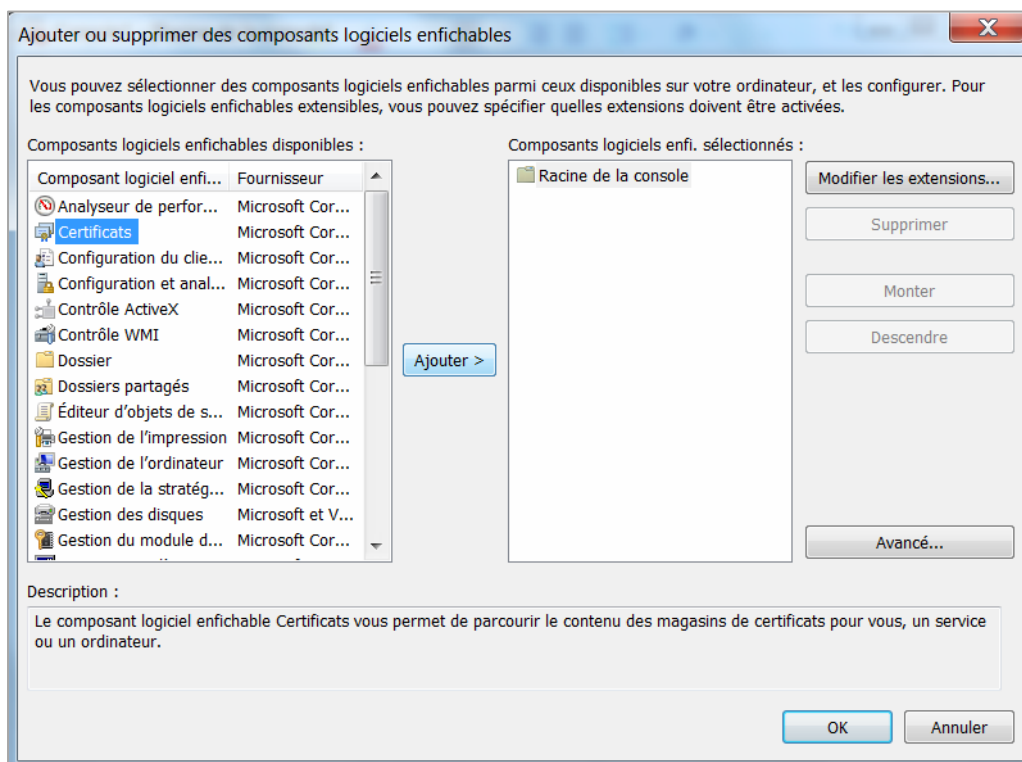 Ajouter ou supprimer des composants logiciels enfichables
Vous pouvez sélectionner des composants logiciels enfichables parmi ceux disponibles sur votre ordinateur, et les configurer. Pour
les composants logiciels enfichables extensibles, vous pouvez spécifier quelles extensions doivent être activées.
Composants logiciels enfichables disponibles :
Composant logiciel enfi... Fournisseur
Analyseur de perfor... Microsoft Cor...
Certificats Microsoft Cor...
Configuration du clie... Microsoft Cor...
Configuration et anal... Microsoft Cor...
Contrôle ActiveX Microsoft Cor...
Contrôle WMI Microsoft Cor...
Dossier Microsoft Cor...
Dossiers partagés Microsoft Cor...
Éditeur d'objets de s... Microsoft Cor...
Gestion de l'impression Microsoft Cor...
Gestion de l'ordinateur Microsoft Cor...
Gestion de la stratég... Microsoft Cor...
Gestion des disques Microsoft et V...
Gestion du module d... Microsoft Cor...
Ajouter >
Composants logiciels enfi. sélectionnés :
Racine de la console
Modifier les extensions...
Supprimer
Monter
Descendre
Avancé...
Description :
Le composant logiciel enfichable Certificats vous permet de parcourir le contenu des magasins de certificats pour vous, un service
ou un ordinateur.
OK
Annuler